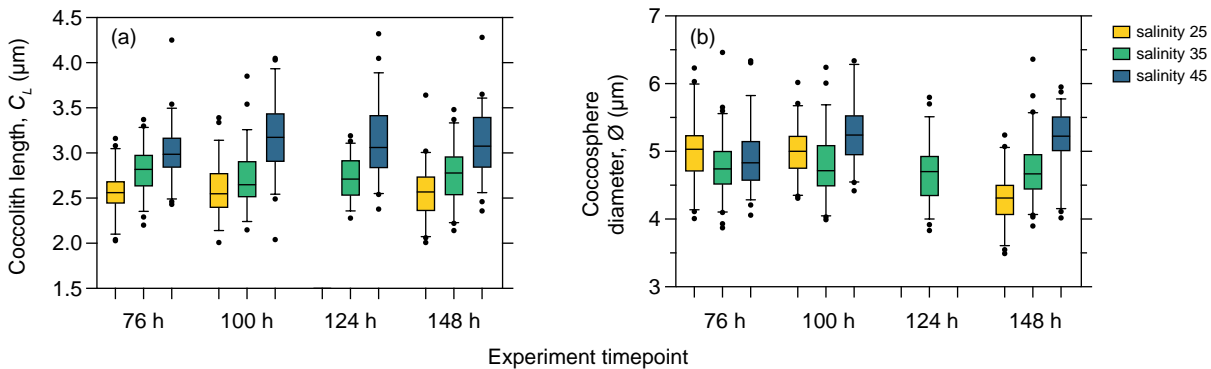 (a)
Coccolith length, C_L (µm)
4.5
4.0
3.5
3.0
2.5
2.0
1.5
76 h
100 h
124 h
148 h
(b)
Coccosphere
diameter, Ø (µm)
7
6
5
4
3
76 h
100 h
124 h
148 h
salinity 25
salinity 35
salinity 45
Experiment timepoint